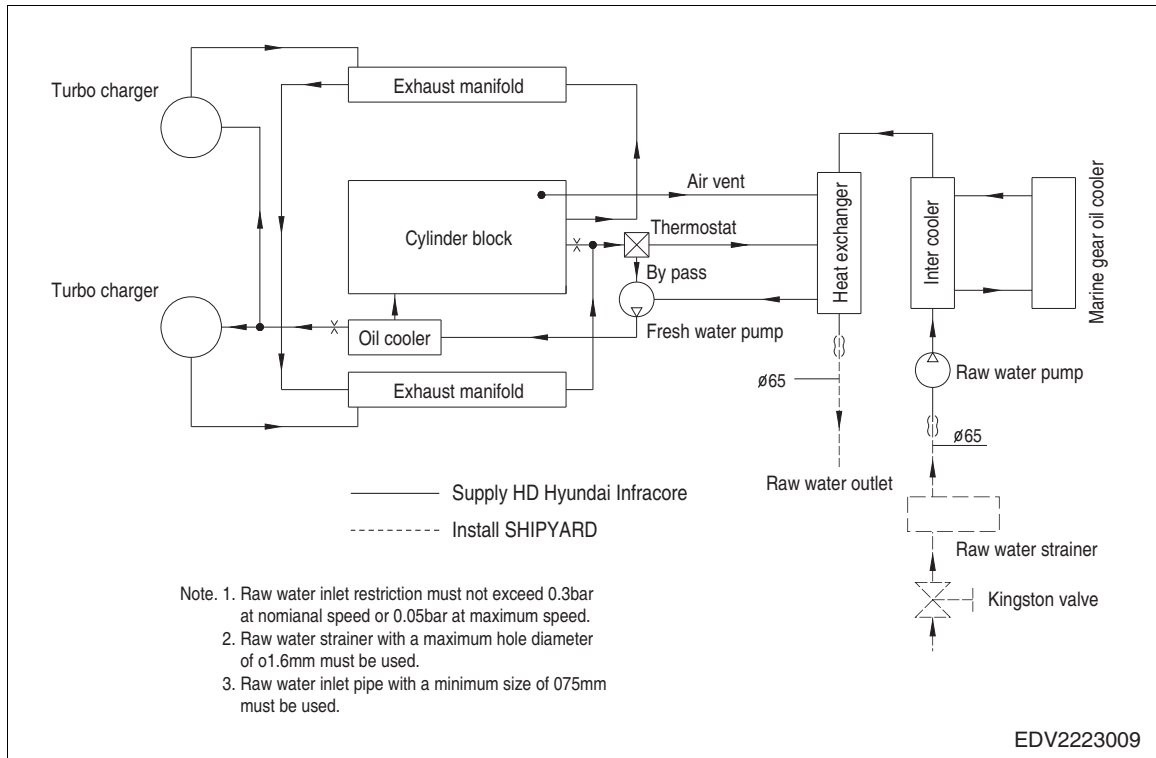 Turbo charger
Exhaust manifold
Air vent
Cylinder block
Thermostat
By pass
Heat exchanger
Inter cooler
Marine gear oil cooler
Turbo charger
Oil cooler
Fresh water pump
Exhaust manifold
ø65
Raw water pump
ø65
Raw water outlet
Supply HD Hyundai Infracore
Install SHIPYARD
Raw water strainer
Kingston valve
Note. 1. Raw water inlet restriction must not exceed 0.3bar
at nomianal speed or 0.05bar at maximum speed.
2. Raw water strainer with a maximum hole diameter
of o1.6mm must be used.
3. Raw water inlet pipe with a minimum size of 075mm
must be used.
EDV2223009